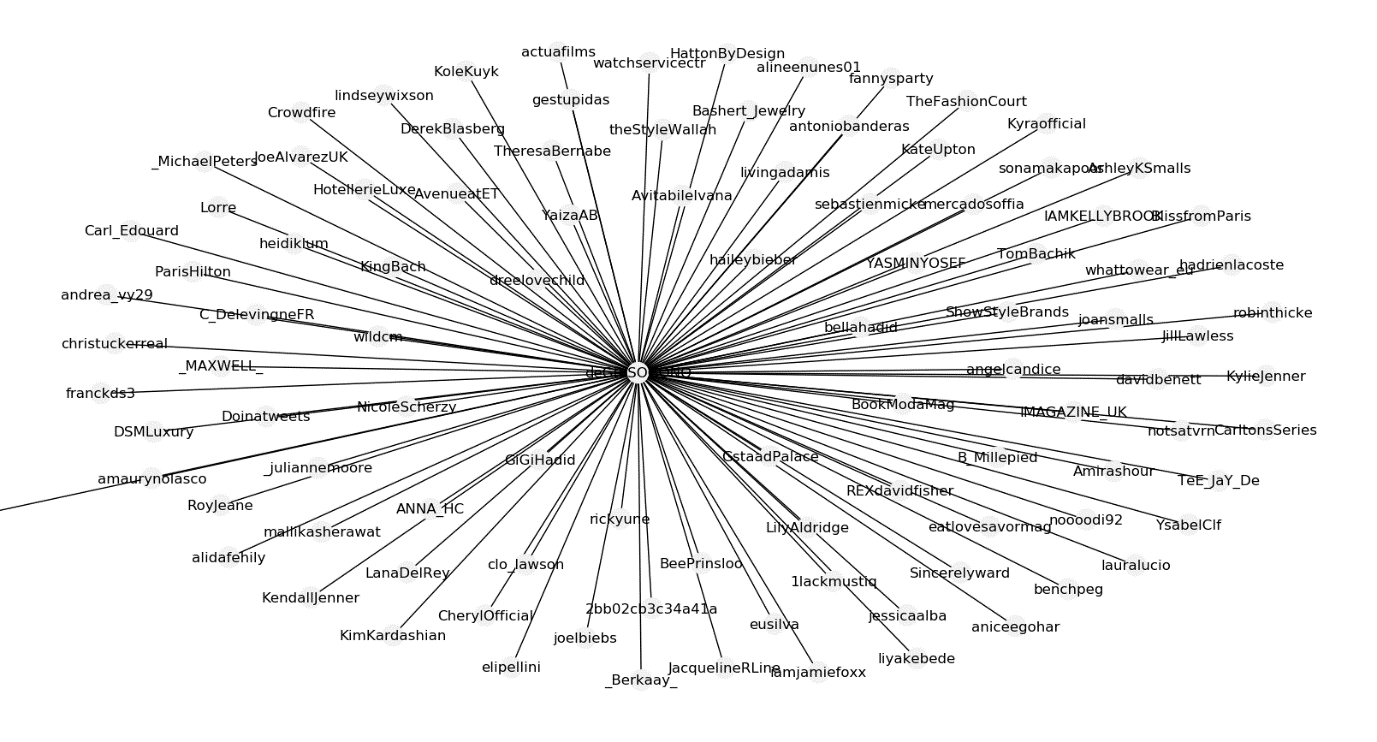 actuafilms
HattonByDesign
watchservicectr
alineenunes01
KoleKuyk
fannysparty
lindseywixson
gestupidas
TheFashionCourt
Crowdfire
Bashert_Jewelry
Kyraofficial
DerekBlasberg
theStyleWallah
antoniobanderas
TheresaBernabe
KateUpton
_MichaelPeters
JoeAlvarezUK
sonamakapoor
AshleyKSmalls
livingadamis
HotellerieLuxe
AvenueatET
AvitabileIvana
Lorre
YaizaAB
sebastienmicke
mercadosoffia
IAMKELLYBROOK
BlissfromParis
Carl_Edouard
heidiklum
TomBachik
haileybieber
YASMINYOSEF
KingBach
ParisHilton
whattowear_eu
hadrienlacoste
dreelovechild
andrea_vy29
C_DelevingneFR
ShowStyleBrands
joansmalls
robinthicke
bellahadid
wildcm
JillLawless
christuckerreal
_MAXWELL_
angelcandice
davidbenett
KylieJenner
franckds3
NicoleScherzy
BookModaMag
Doinatweets
IMAGAZINE_UK
DSMLuxury
notsatvrn
CarltonsSeries
GiGiHadid
GstaadPalace
B_Millepied
_juliannemoore
Amirashour
amaurynolasco
TeE_JaY_De
REXdavidfisher
RoyJeane
ANNA_HC
rickyune
LilyAldridge
eatlovesavormag
noooodi92
YsabelClf
mallikasherawat
alidafehily
clo_lawson
BeePrinsloo
lauralucio
LanaDelRey
Sincerelyward
1lackmustiq
benchpeg
KendallJenner
2bb02cb3c34a41a
CherylOfficial
jessicaalba
eusilva
aniceegohar
KimKardashian
joelbiebs
liyakebede
elipellini
JacquelineRLine
iamjamiefoxx
_Berkaay_